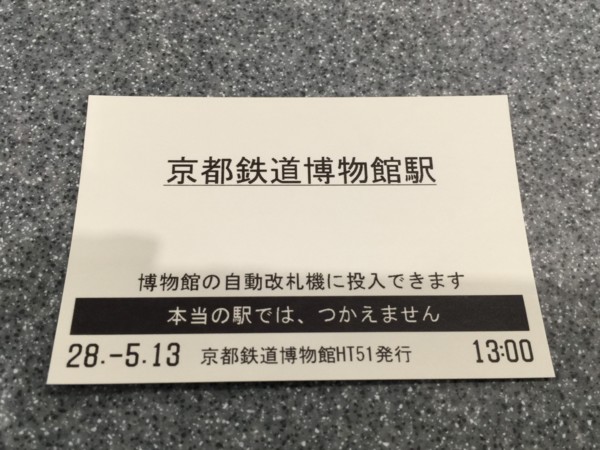 京都鉄道博物館駅
博物館の自動改札機に投入できます
本当の駅では、つかえません
28.-5.13 京都鉄道博物館HT51発行 13:00